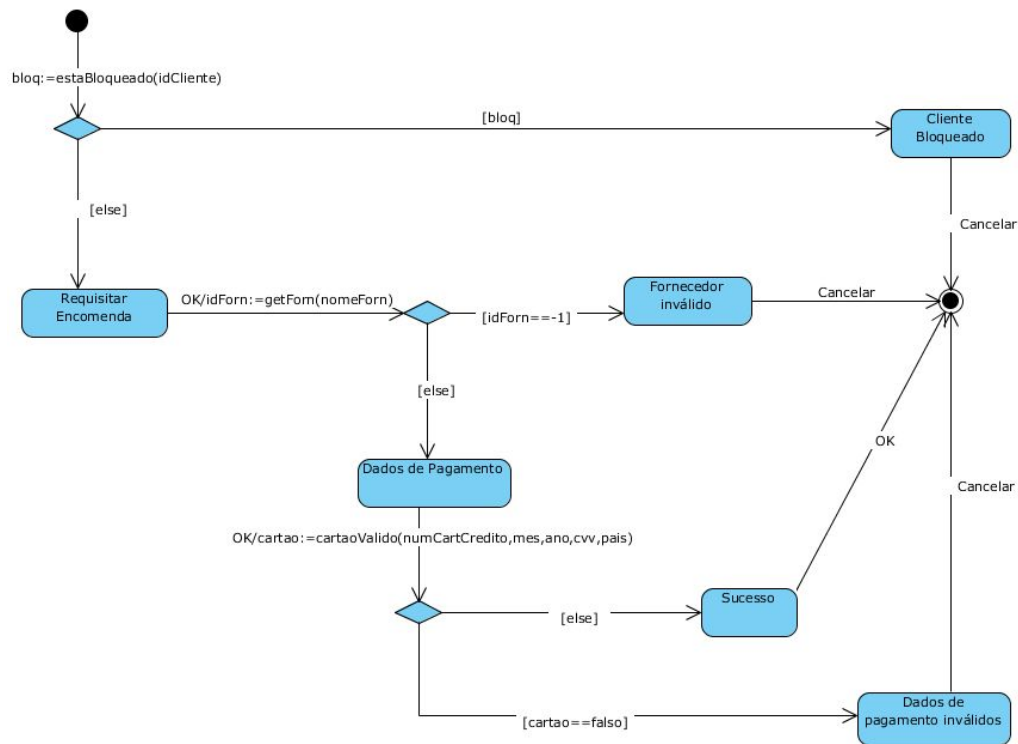 bloq:=estaBloqueado(idCliente)
[bloq]
Cliente
Bloqueado
[else]
Cancelar
Requisitar
Encomenda
OK/idForn:=getForn(nomeForn)
[idForn==-1]
Fornecedor
inválido
Cancelar
[else]
OK
Dados de Pagamento
Cancelar
OK/cartao:=cartaoValido(numCartCredito,mes,ano,cvv,pais)
[else]
Sucesso
[cartao==falso]
Dados de
pagamento inválidos